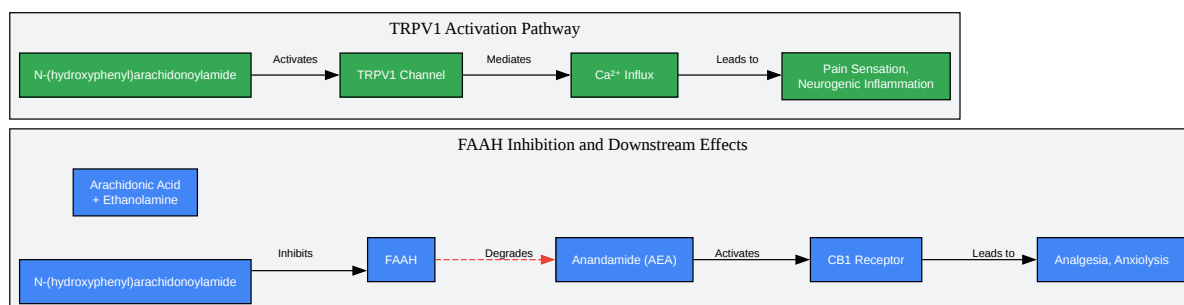 TRPV1 Activation Pathway
N-(hydroxyphenyl)arachidonoylamide
Activates
TRPV1 Channel
Mediates
Ca²⁺ Influx
Leads to
Pain Sensation,
Neurogenic Inflammation
FAAH Inhibition and Downstream Effects
Arachidonic Acid
+ Ethanolamine
N-(hydroxyphenyl)arachidonoylamide
Inhibits
FAAH
Degrades
Anandamide (AEA)
Activates
CB1 Receptor
Leads to
Analgesia, Anxiolysis